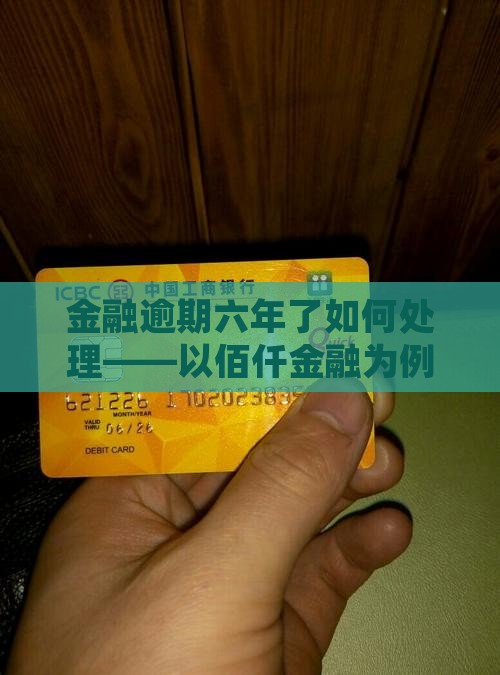 ICBC 中国工商银行
金融逾期六年了如何处
理——以佰仟金融为例
Quick
621226
MONTH/YEAR
VALID THRU 06/26
DEBIT CARD